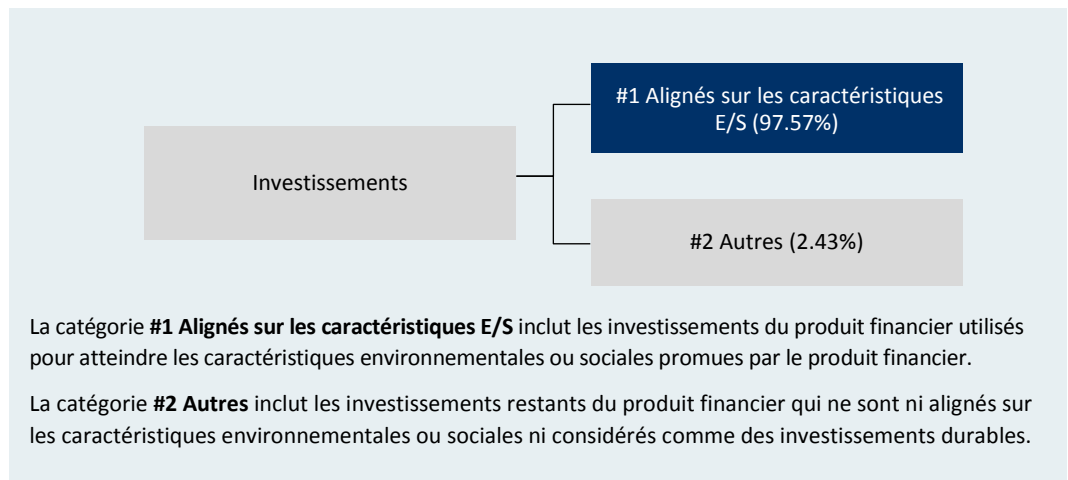 #1 Alignés sur les caractéristiques
E/S (97.57%)
Investissements
#2 Autres (2.43%)
La catégorie #1 Alignés sur les caractéristiques E/S inclut les investissements du produit financier utilisés
pour atteindre les caractéristiques environnementales ou sociales promues par le produit financier.
La catégorie #2 Autres inclut les investissements restants du produit financier qui ne sont ni alignés sur
les caractéristiques environnementales ou sociales ni considérés comme des investissements durables.